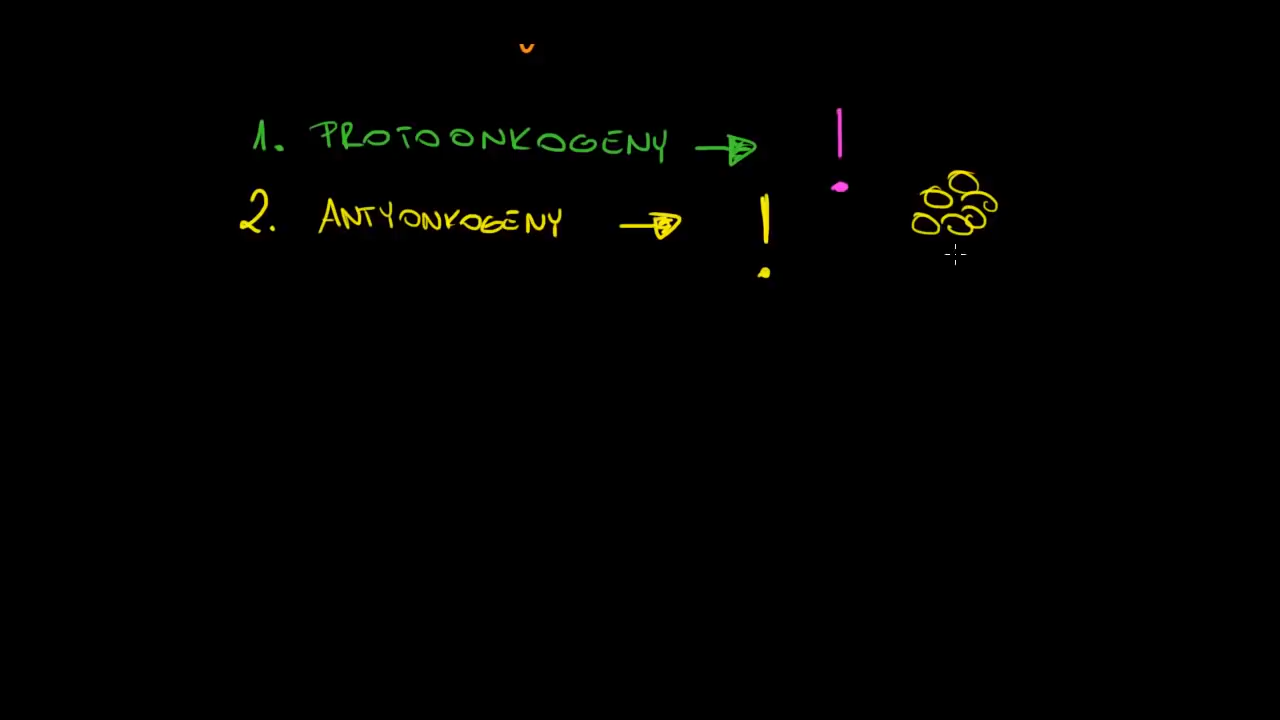 1. PROTOONKOGENY → !
2. ANTYONKOGENY → !